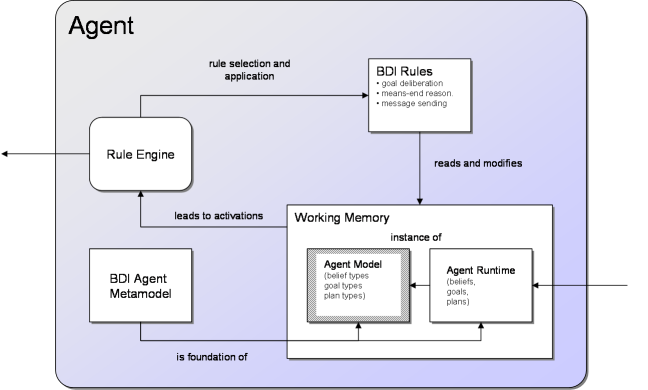 Agent
rule selection and
application
BDI Rules
• goal deliberation
• means-end reason.
• message sending
Rule Engine
reads and modifies
leads to activations
Working Memory
instance of
BDI Agent
Metamodel
Agent Model
(belief types
goal types
plan types)
Agent Runtime
(beliefs,
goals,
plans)
is foundation of